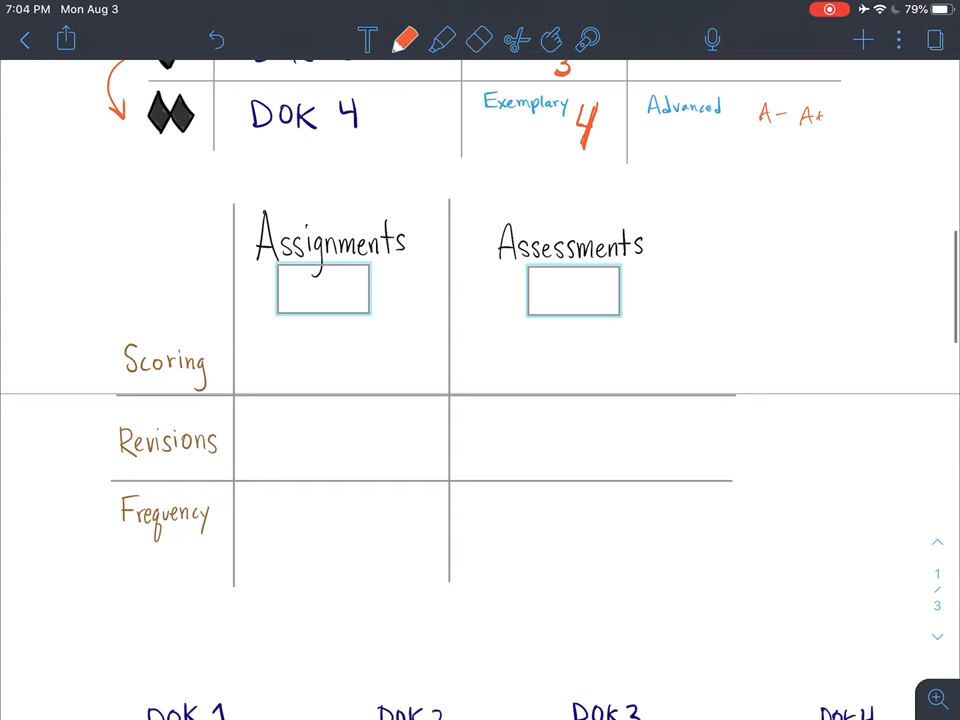 7:04 PM Mon Aug 3 79%
3
DOK 4 Exemplary 4 Advanced A- A+
Assignments Assessments
Scoring
Revisions
Frequency
1
/
3
DOK 1 DOK 2 DOK 3 DOK 4